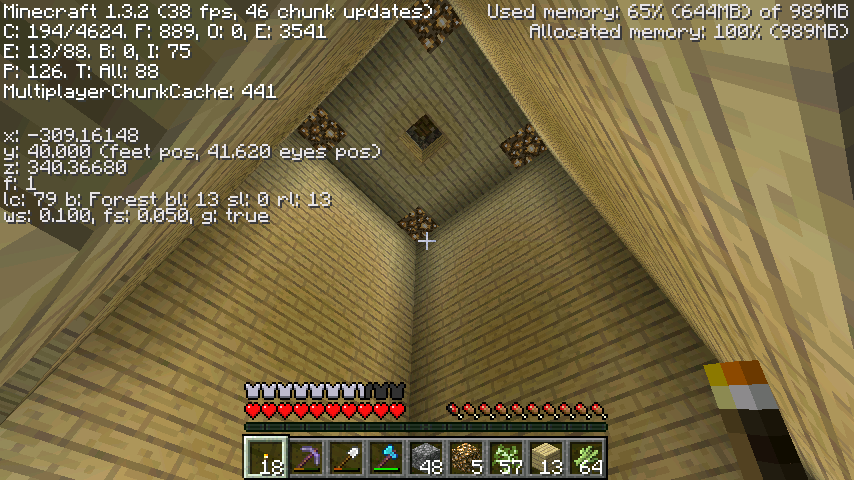 Minecraft 1.3.2 (38 fps, 46 chunk updates)
Used memory: 65% (644MB) of 989MB
C: 194/4624. F: 889, O: 0, E: 3541
Allocated memory: 100% (989MB)
E: 13/88. B: 0, I: 75
P: 126. T: All: 88
MultiplayerChunkCache: 441
x: -309.16148
y: 40.000 (feet pos, 41.620 eyes pos)
z: 340.36680
f: 1
lc: 79 b: Forest bl: 13 sl: 0 rl: 13
ws: 0.100, fs: 0.050, g: true
18 48 5 57 13 64